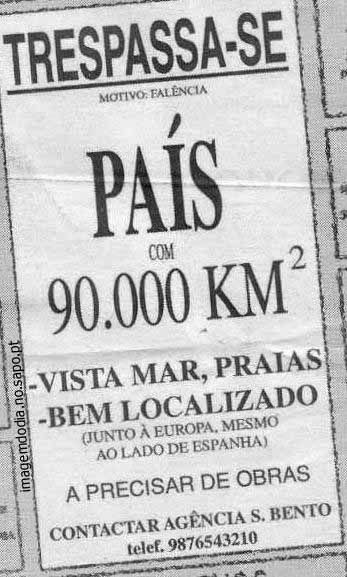 TRESPASSA-SE
MOTIVO: FALÊNCIA
PAÍS
COM
90.000 KM²
-VISTA MAR, PRAIAS
-BEM LOCALIZADO
(JUNTO À EUROPA, MESMO
AO LADO DE ESPANHA)
A PRECISAR DE OBRAS
CONTACTAR AGÊNCIA S. BENTO
telef. 9876543210
imagemdodia.no.sapo.pt